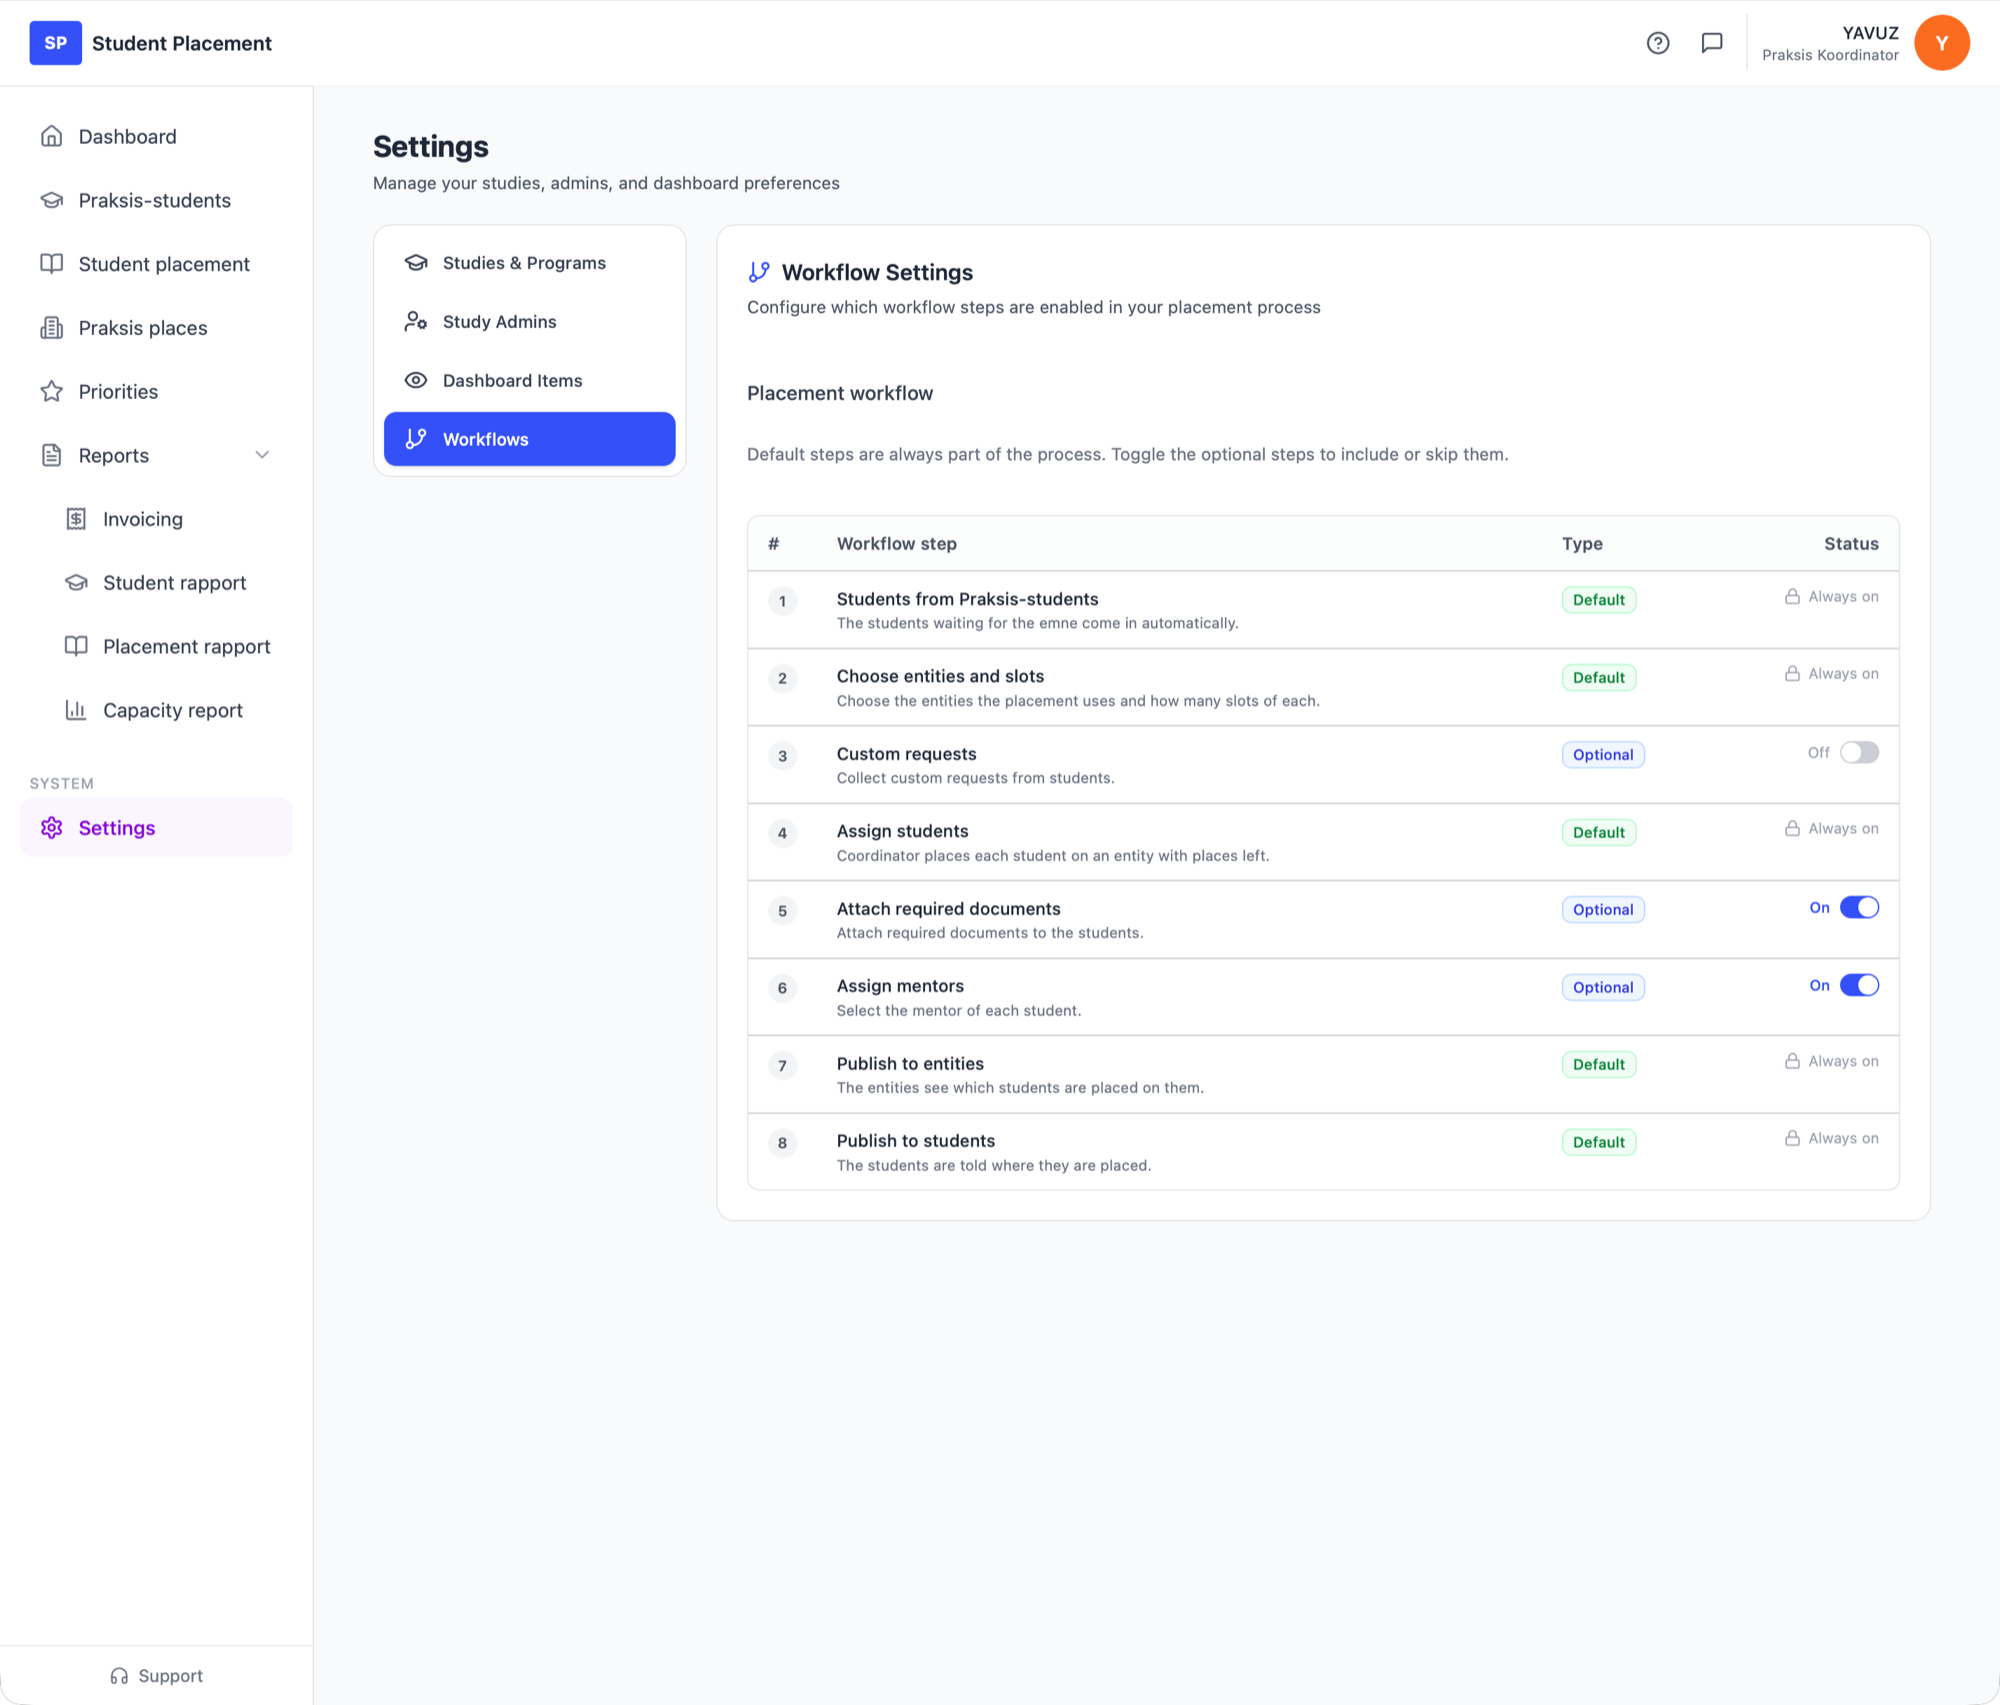 SP Student Placement
YAVUZ
Praksis Koordinator
Y
Dashboard
Praksis-students
Student placement
Praksis places
Priorities
Reports
Invoicing
Student rapport
Placement rapport
Capacity report
SYSTEM
Settings
Support
Settings
Manage your studies, admins, and dashboard preferences
Studies & Programs
Study Admins
Dashboard Items
Workflows
Workflow Settings
Configure which workflow steps are enabled in your placement process
Placement workflow
Default steps are always part of the process. Toggle the optional steps to include or skip them.
# Workflow step Type Status
1 Students from Praksis-students Default Always on
The students waiting for the emne come in automatically.
2 Choose entities and slots Default Always on
Choose the entities the placement uses and how many slots of each.
3 Custom requests Optional Off
Collect custom requests from students.
4 Assign students Default Always on
Coordinator places each student on an entity with places left.
5 Attach required documents Optional On
Attach required documents to the students.
6 Assign mentors Optional On
Select the mentor of each student.
7 Publish to entities Default Always on
The entities see which students are placed on them.
8 Publish to students Default Always on
The students are told where they are placed.